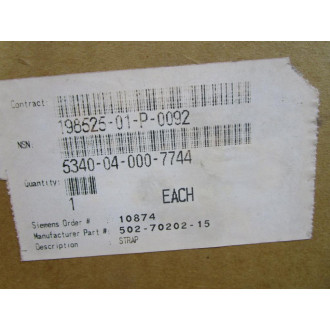 Contract:
198525-01-P-0092
NSN:
5340-04-000-7744
Quantity:
1 EACH
Siemens Order # : 10874
Manufacturer Part #: 502-70202-15
Description : STRAP